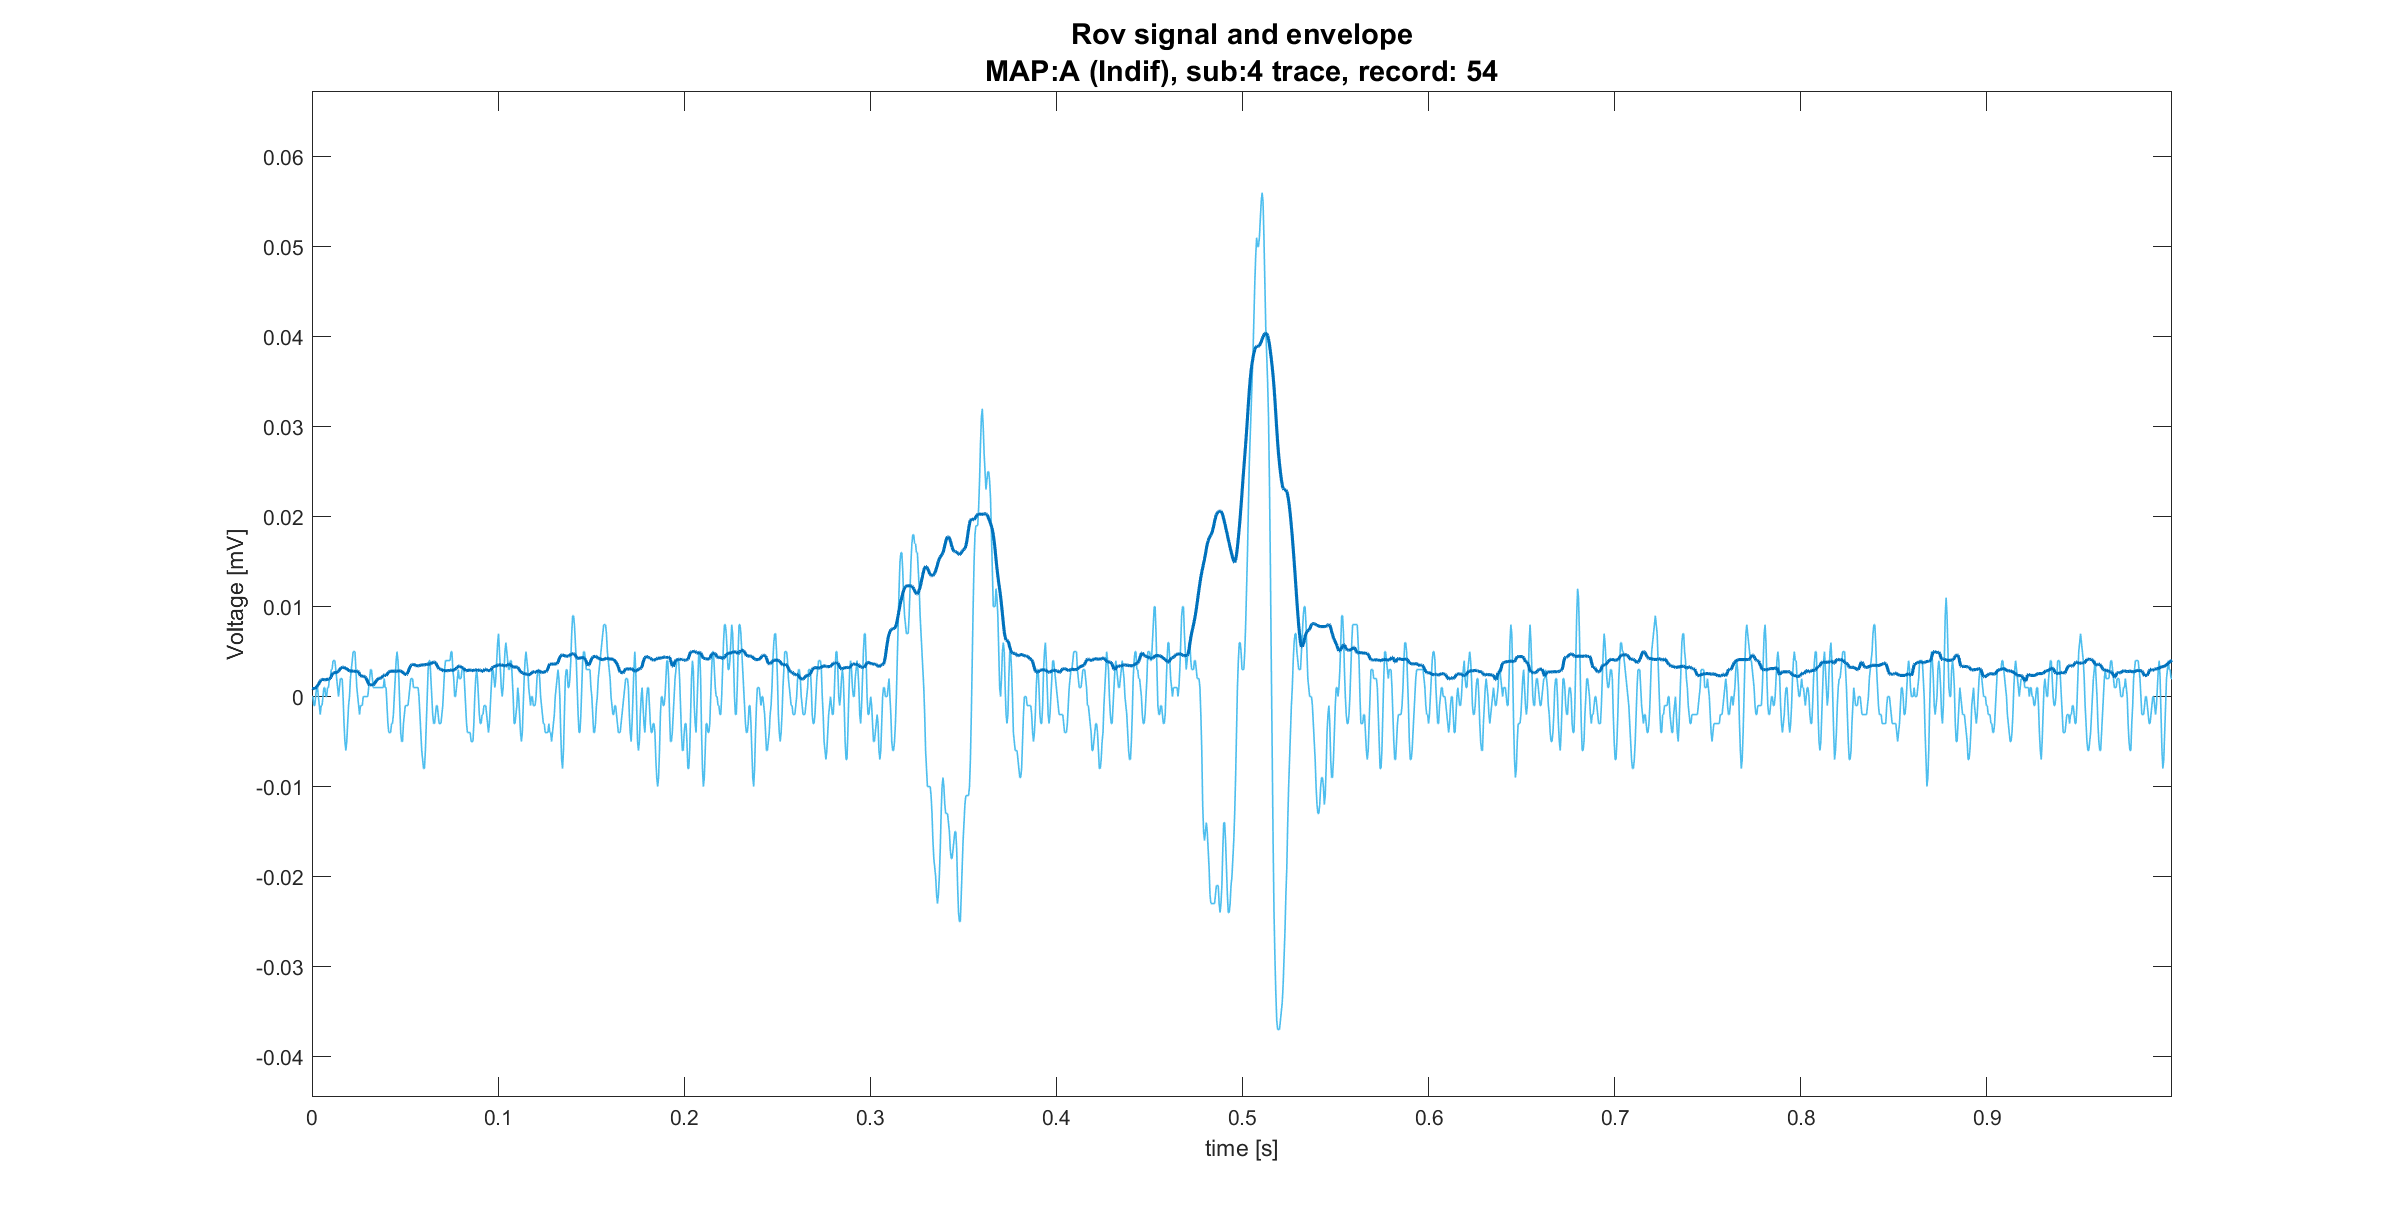 Rov signal and envelope
MAP:A (Indif), sub:4 trace, record: 54
0.06
0.05
0.04
0.03
0.02
0.01
0
-0.01
-0.02
-0.03
-0.04
Voltage [mV]
0 0.1 0.2 0.3 0.4 0.5 0.6 0.7 0.8 0.9
time [s]